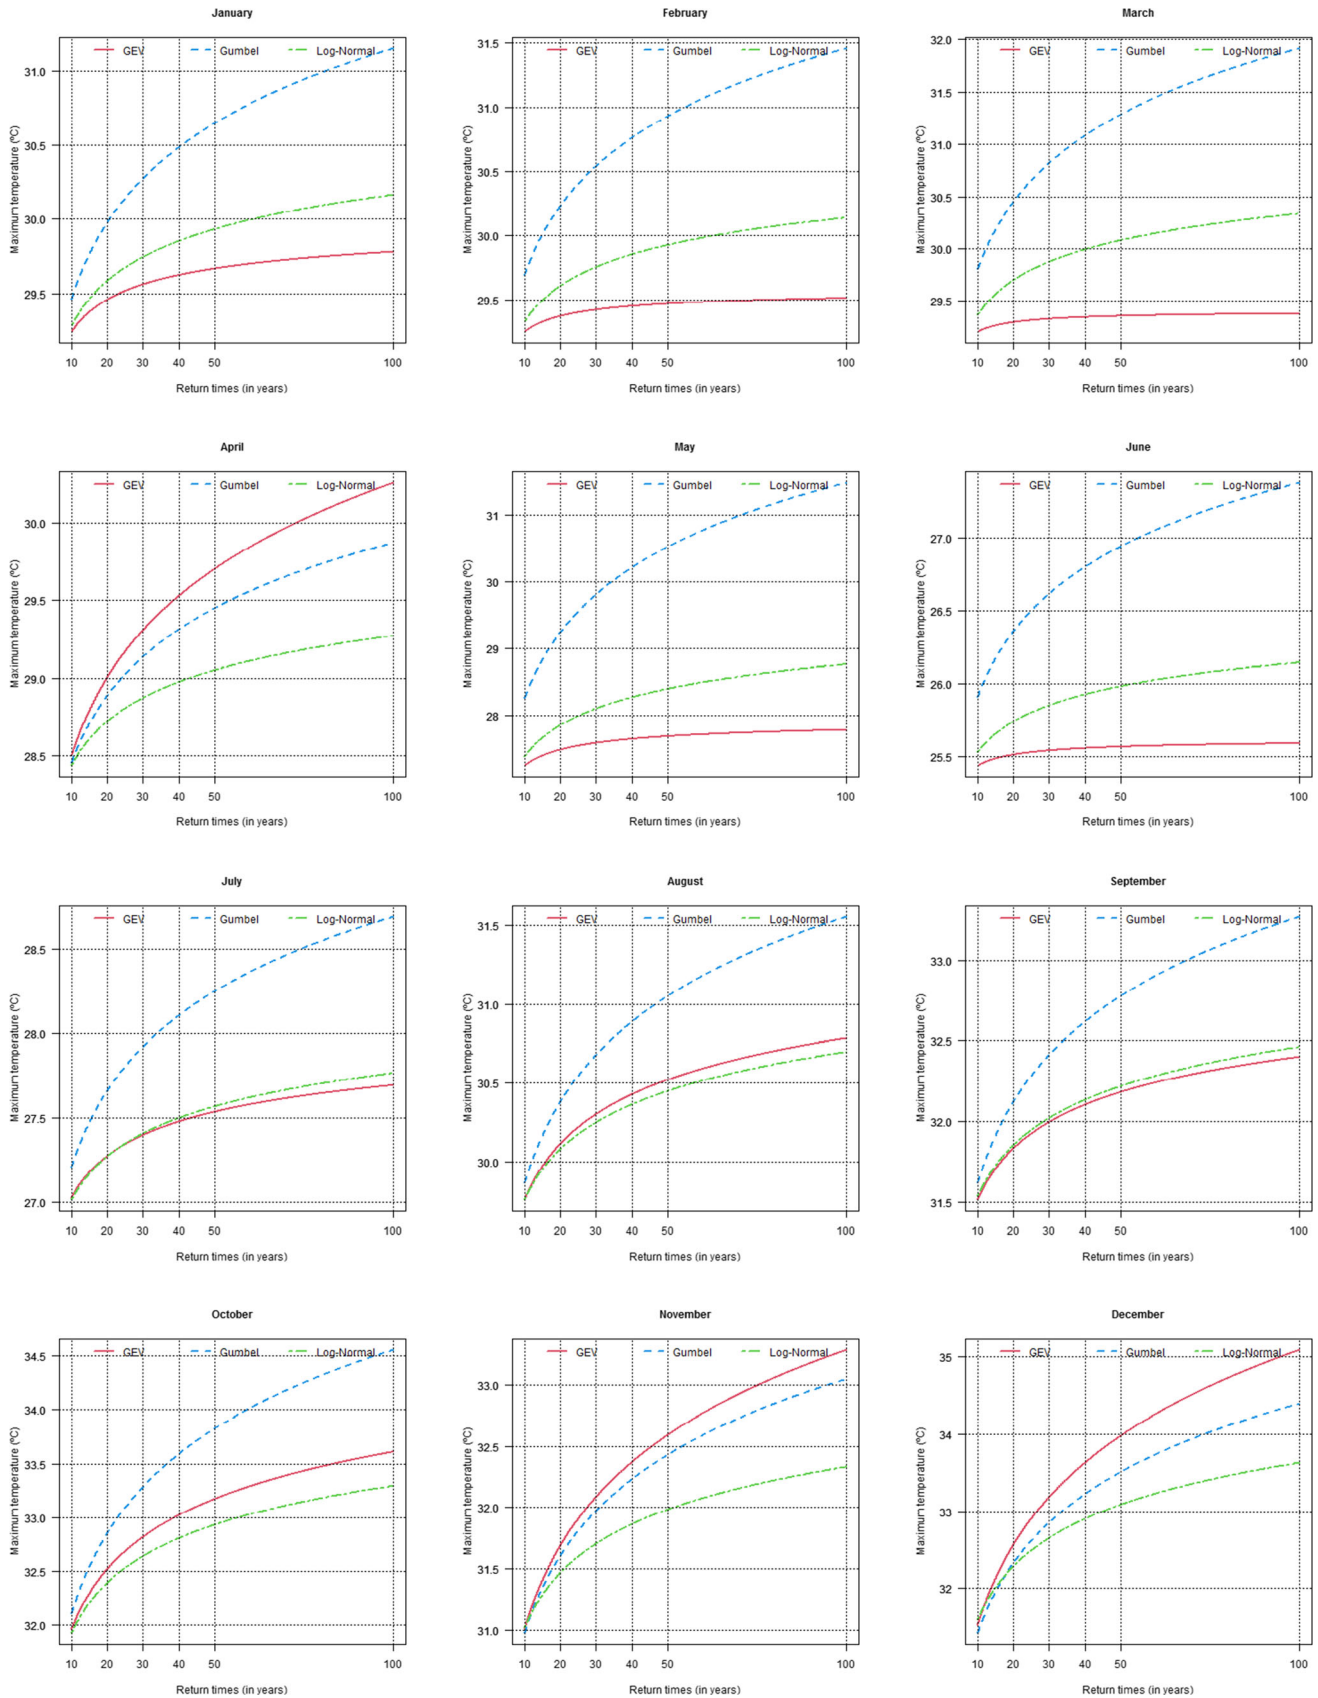 January
GEV Gumbel Log-Normal
Maximum temperature (ºC)
31.0
30.5
30.0
29.5
10 20 30 40 50 100
Return times (in years)
February
GEV Gumbel Log-Normal
Maximum temperature (ºC)
31.5
31.0
30.5
30.0
29.5
10 20 30 40 50 100
Return times (in years)
March
GEV Gumbel Log-Normal
Maximum temperature (ºC)
32.0
31.5
31.0
30.5
30.0
29.5
10 20 30 40 50 100
Return times (in years)
April
GEV Gumbel Log-Normal
Maximum temperature (ºC)
30.0
29.5
29.0
28.5
10 20 30 40 50 100
Return times (in years)
May
GEV Gumbel Log-Normal
Maximum temperature (ºC)
31
30
29
28
10 20 30 40 50 100
Return times (in years)
June
GEV Gumbel Log-Normal
Maximum temperature (ºC)
27.0
26.5
26.0
25.5
10 20 30 40 50 100
Return times (in years)
July
GEV Gumbel Log-Normal
Maximum temperature (ºC)
28.5
28.0
27.5
27.0
10 20 30 40 50 100
Return times (in years)
August
GEV Gumbel Log-Normal
Maximum temperature (ºC)
31.5
31.0
30.5
30.0
10 20 30 40 50 100
Return times (in years)
September
GEV Gumbel Log-Normal
Maximum temperature (ºC)
33.0
32.5
32.0
31.5
10 20 30 40 50 100
Return times (in years)
October
GEV Gumbel Log-Normal
Maximum temperature (ºC)
34.5
34.0
33.5
33.0
32.5
32.0
10 20 30 40 50 100
Return times (in years)
November
GEV Gumbel Log-Normal
Maximum temperature (ºC)
33.0
32.5
32.0
31.5
31.0
10 20 30 40 50 100
Return times (in years)
December
GEV Gumbel Log-Normal
Maximum temperature (ºC)
35
34
33
32
10 20 30 40 50 100
Return times (in years)